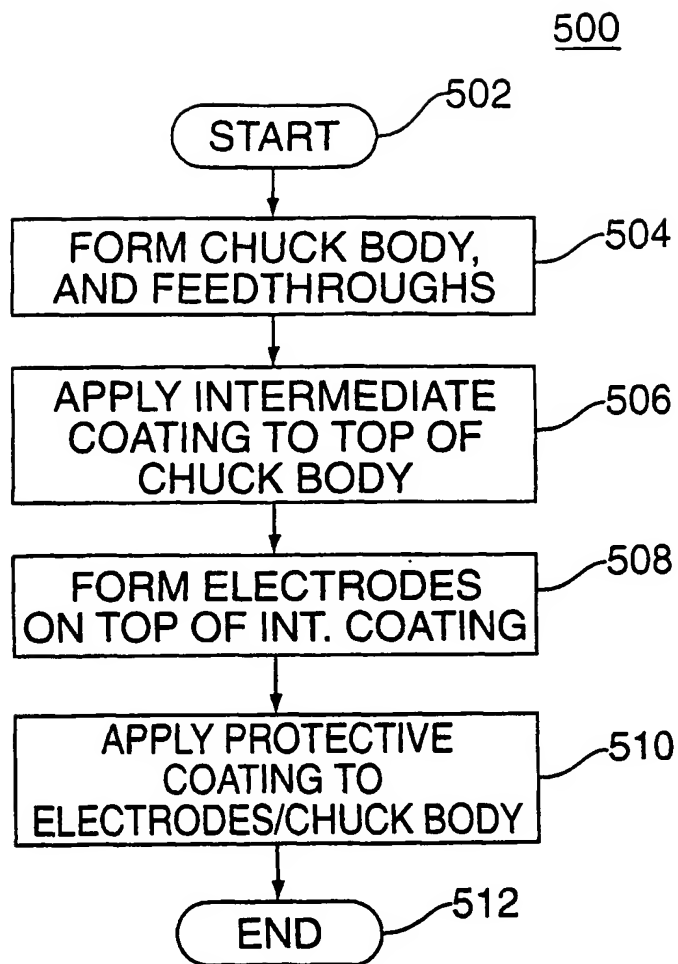 500
START
502
FORM CHUCK BODY,
AND FEEDTHROUGHS
504
APPLY INTERMEDIATE
COATING TO TOP OF
CHUCK BODY
506
FORM ELECTRODES
ON TOP OF INT. COATING
508
APPLY PROTECTIVE
COATING TO
ELECTRODES/CHUCK BODY
510
END
512